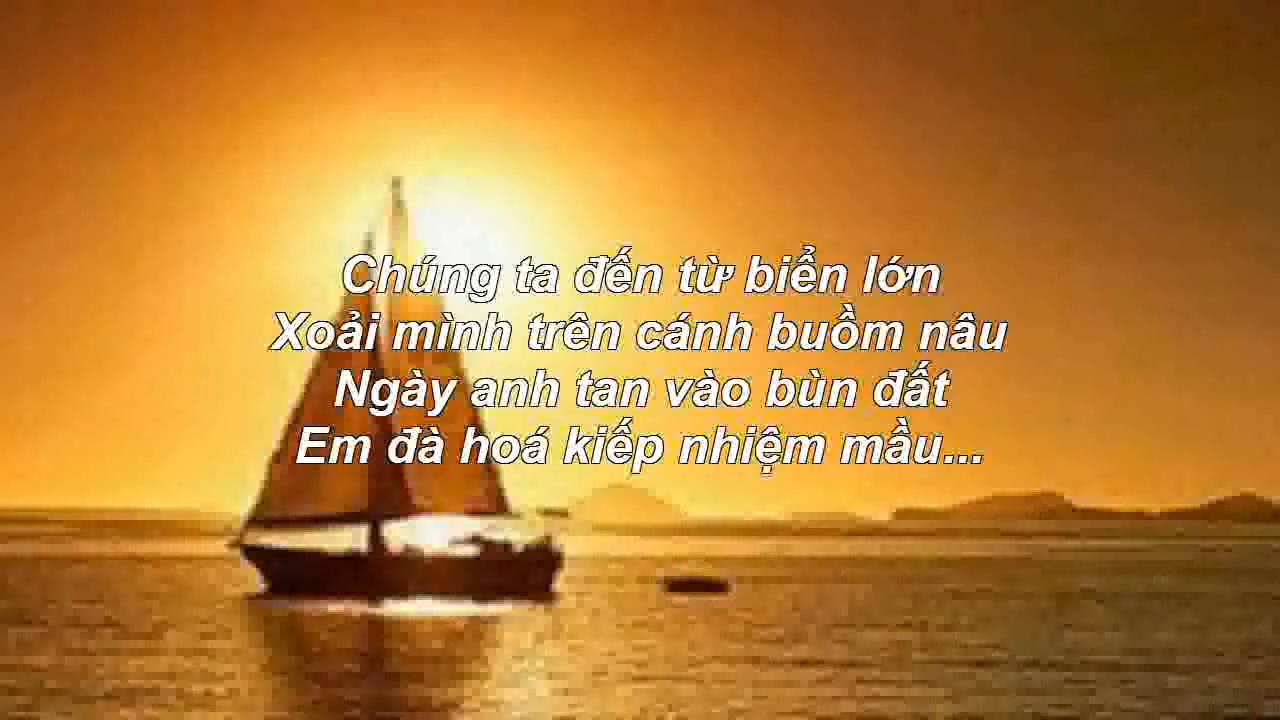 Chúng ta đến từ biển lớn
Xoải mình trên cánh buồm nâu
Ngày anh tan vào bùn đất
Em đà hoá kiếp nhiệm mầu...